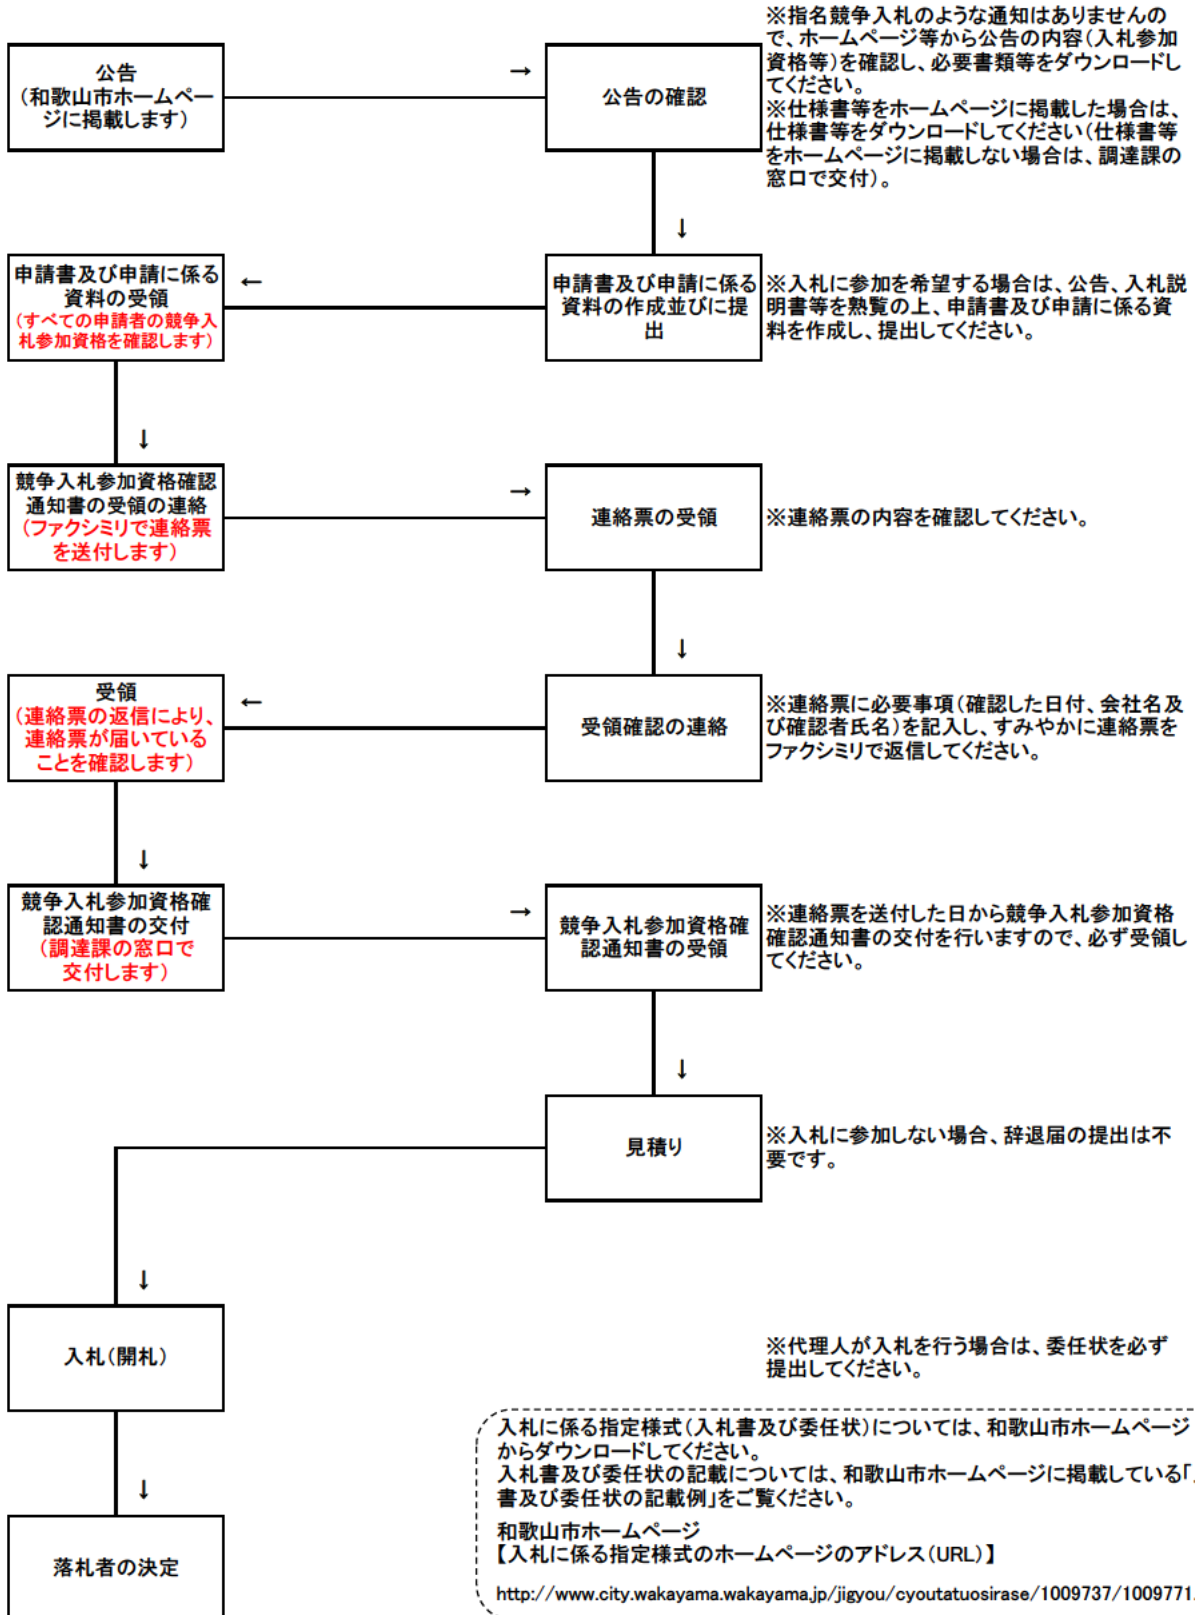 ※指名競争入札のような通知はありませんの
で、ホームページ等から公告の内容(入札参加
資格等)を確認し、必要書類等をダウンロードし
てください。
※仕様書等をホームページに掲載した場合は、
仕様書等をダウンロードしてください(仕様書等
をホームページに掲載しない場合は、調達課の
窓口で交付)。
公告
(和歌山市ホームペー
ジに掲載します)
→
公告の確認
↓
申請書及び申請に係る
資料の受領
(すべての申請者の競争入
札参加資格を確認します)
←
申請書及び申請に係る
資料の作成並びに提
出
※入札に参加を希望する場合は、公告、入札説
明書等を熟覧の上、申請書及び申請に係る資
料を作成し、提出してください。
↓
競争入札参加資格確認
通知書の受領の連絡
(ファクシミリで連絡票
を送付します)
→
連絡票の受領
※連絡票の内容を確認してください。
↓
受領
(連絡票の返信により、
連絡票が届いている
ことを確認します)
←
受領確認の連絡
※連絡票に必要事項(確認した日付、会社名及
び確認者氏名)を記入し、すみやかに連絡票を
ファクシミリで返信してください。
↓
競争入札参加資格確
認通知書の交付
(調達課の窓口で
交付します)
→
競争入札参加資格確
認通知書の受領
※連絡票を送付した日から競争入札参加資格
確認通知書の交付を行いますので、必ず受領し
てください。
↓
見積り
※入札に参加しない場合、辞退届の提出は不
要です。
↓
入札(開札)
※代理人が入札を行う場合は、委任状を必ず
提出してください。
↓
落札者の決定
入札に係る指定様式(入札書及び委任状)については、和歌山市ホームページ
からダウンロードしてください。
入札書及び委任状の記載については、和歌山市ホームページに掲載している「
書及び委任状の記載例」をご覧ください。
和歌山市ホームページ
【入札に係る指定様式のホームページのアドレス(URL)】
http://www.city.wakayama.wakayama.jp/jigyou/cyoutatuosirase/1009737/1009771